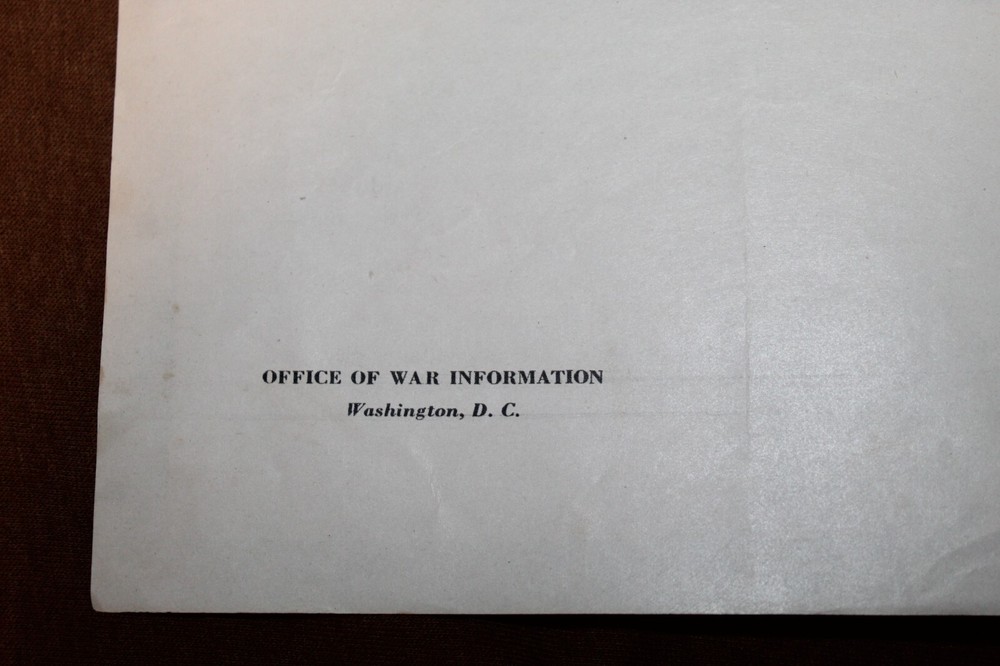 OFFICE OF WAR INFORMATION
Washington, D. C.